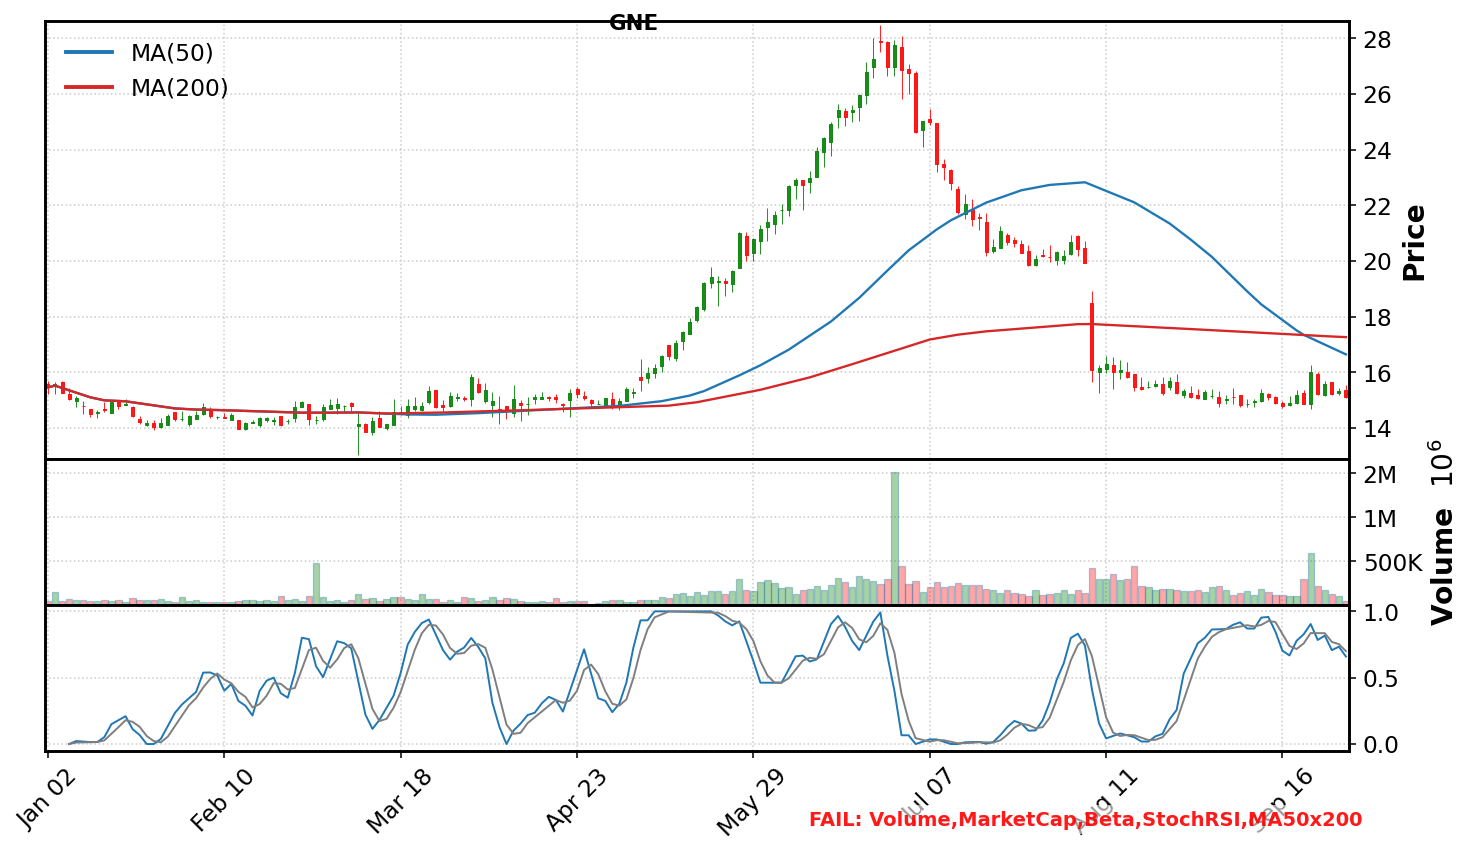 GNE
MA(50)
MA(200)
28
26
24
22
20
18
16
14
Price
2M
1M
500K
Volume 10^6
1.0
0.5
0.0
Jan 02
Feb 10
Mar 18
Apr 23
May 29
Jul 07
Aug 11
Sep 16
FAIL: Volume,MarketCap,Beta,StochRSI,MA50x200